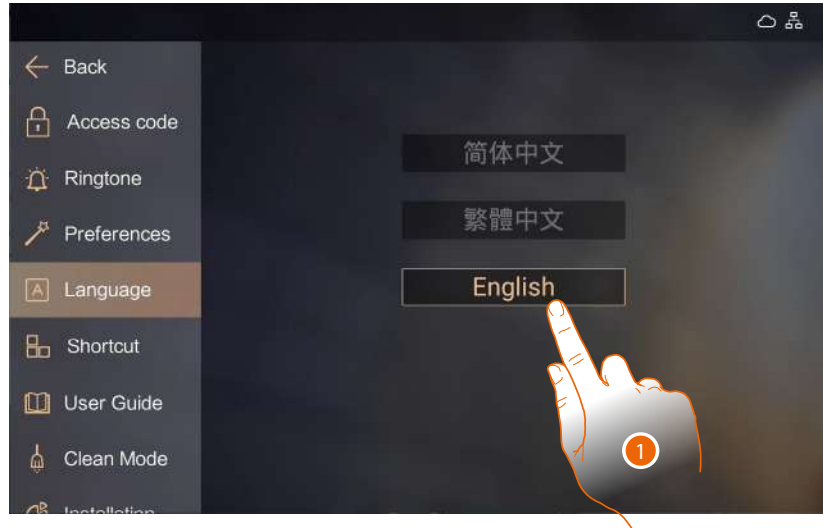 Back
Access code
Ringtone
Preferences
Language
Shortcut
User Guide
Clean Mode
Installation
简体中文
繁體中文
English
1